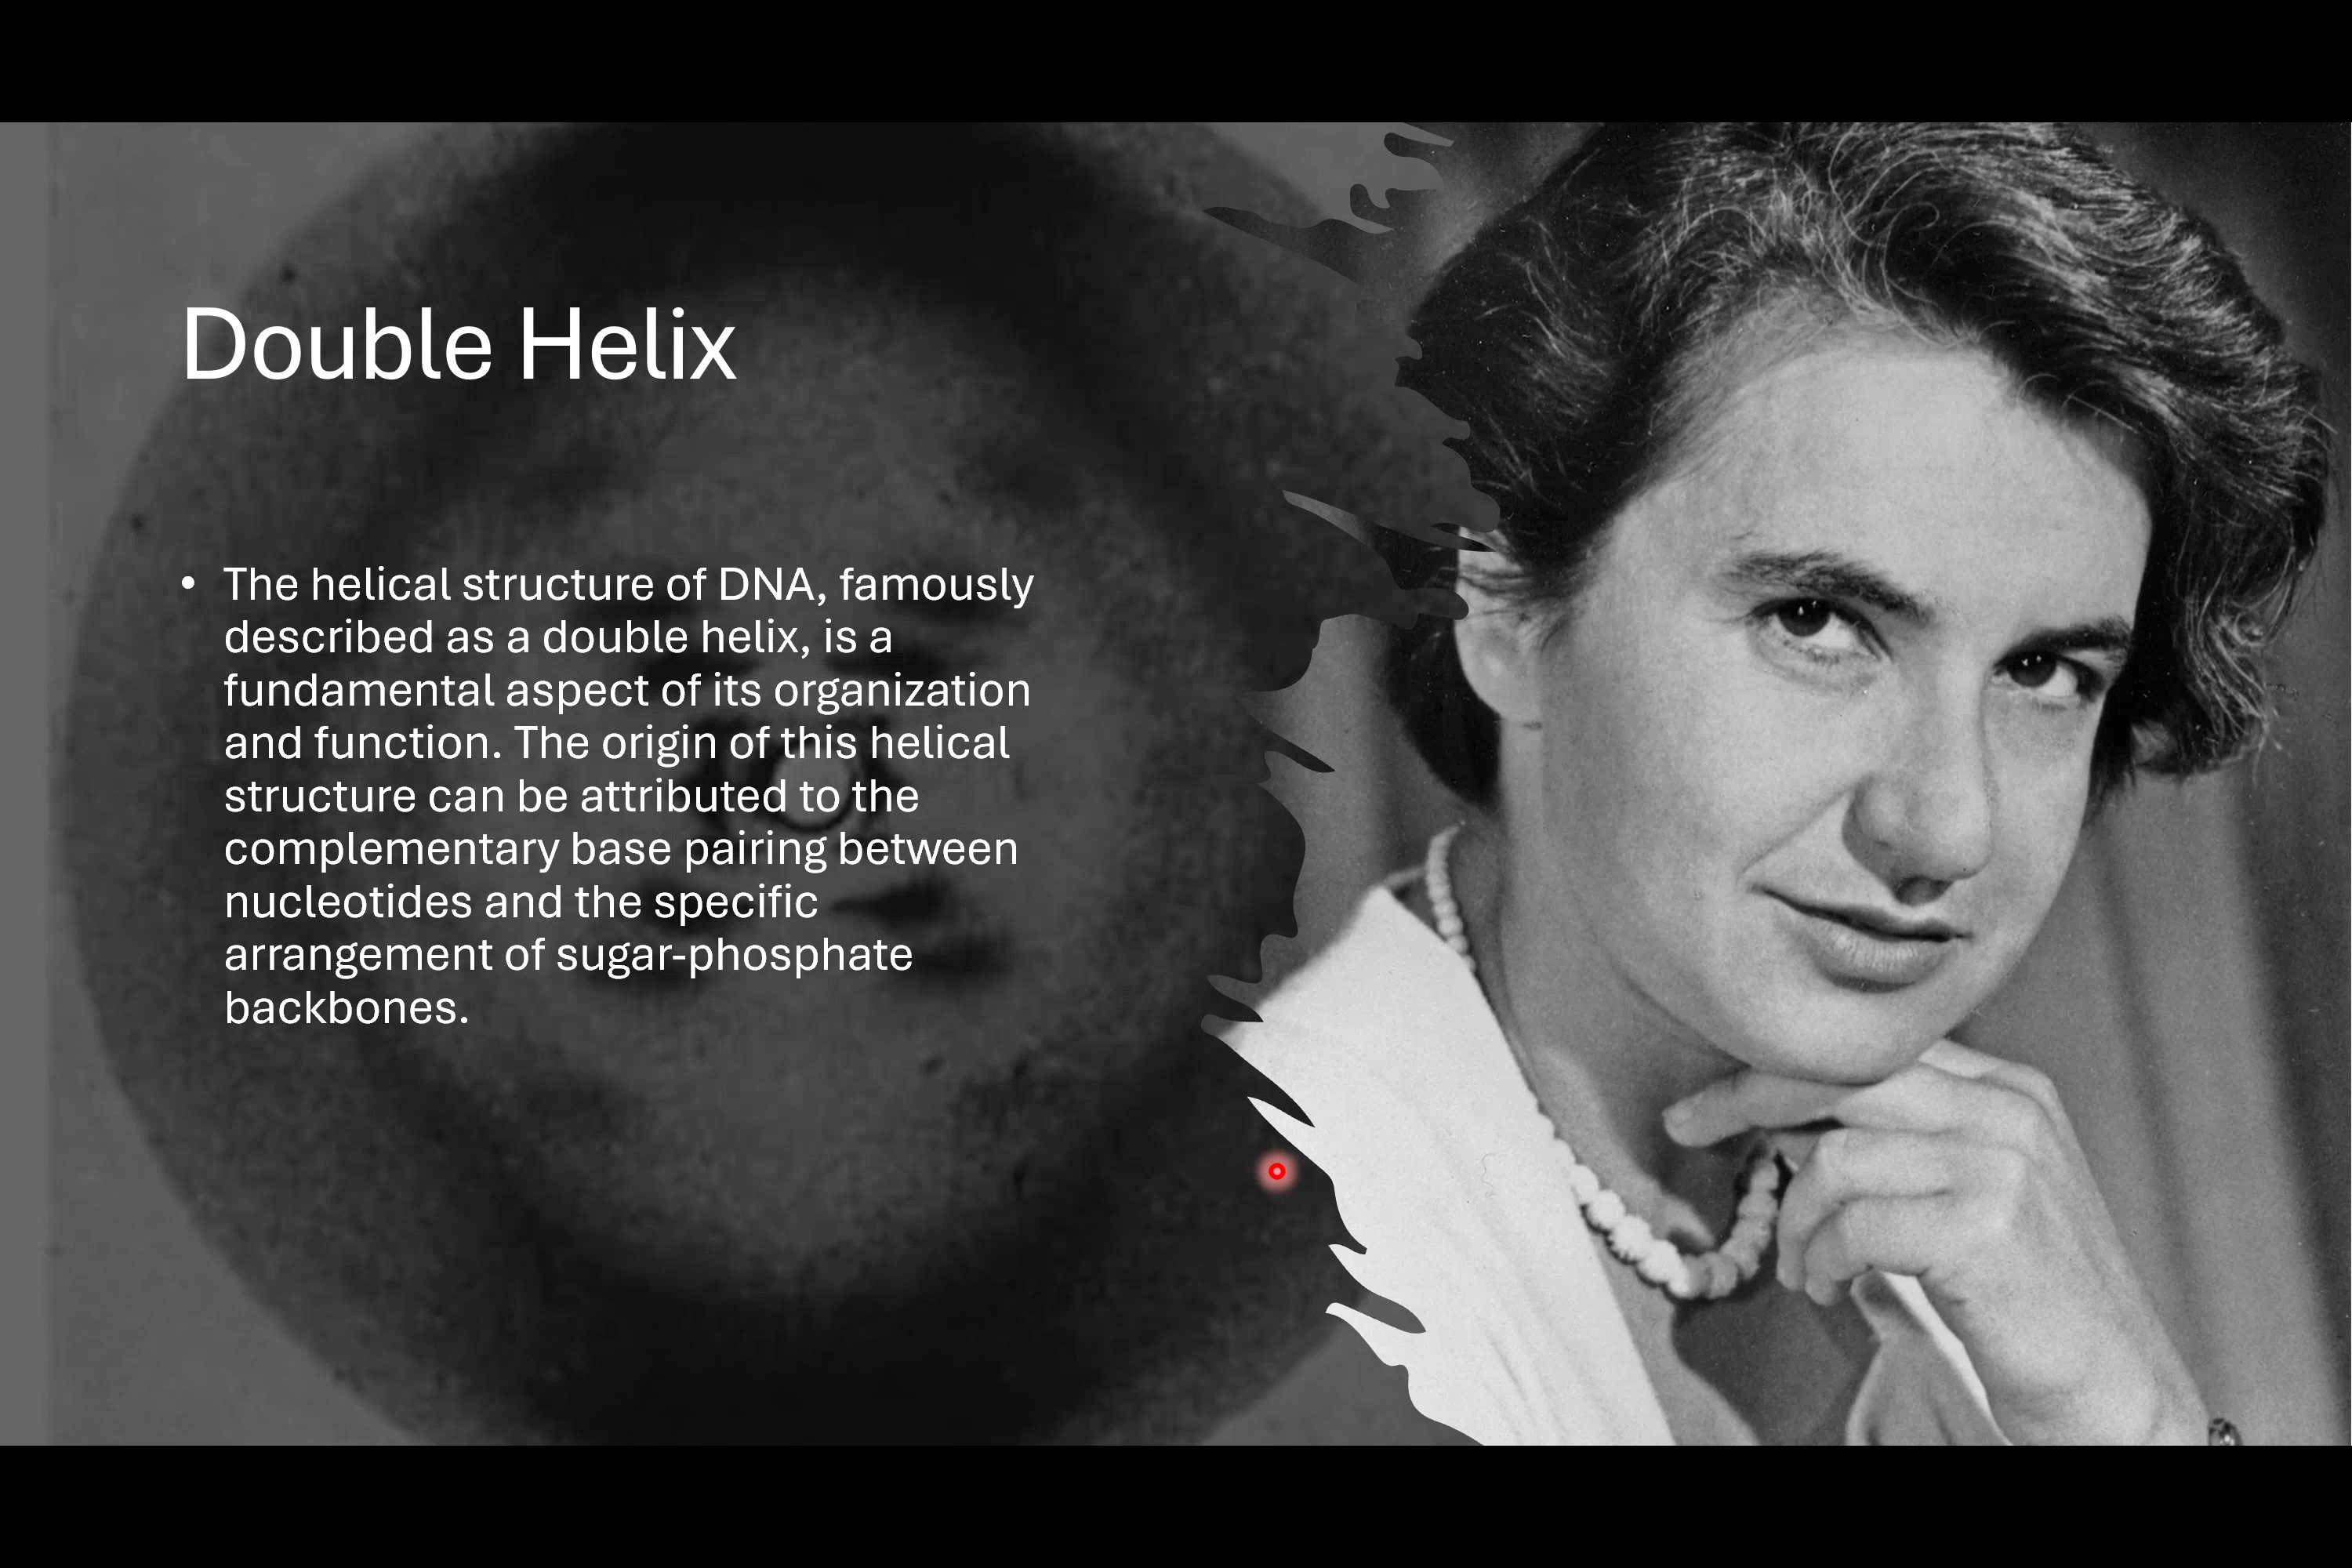 Double Helix
• The helical structure of DNA, famously
described as a double helix, is a
fundamental aspect of its organization
and function. The origin of this helical
structure can be attributed to the
complementary base pairing between
nucleotides and the specific
arrangement of sugar-phosphate
backbones.